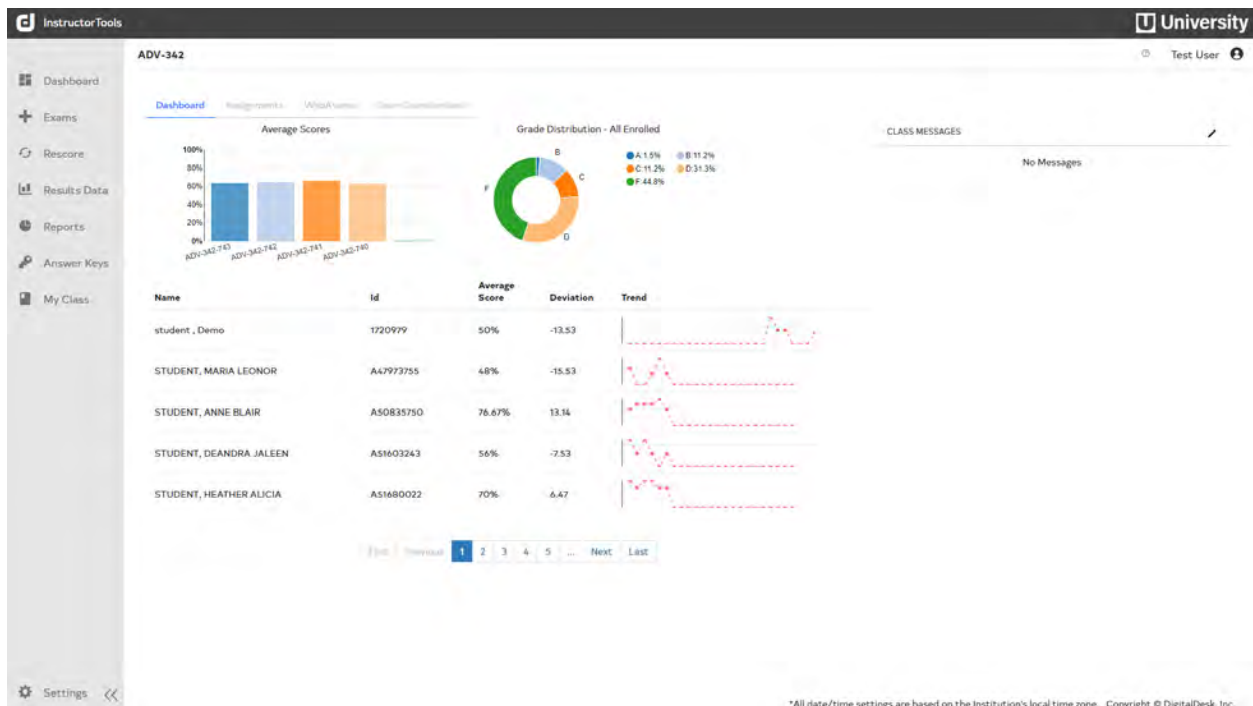 InstructorTools
University
ADV-342
Test User
Dashboard
Exams
Rescore
Results Data
Reports
Answer Keys
My Class
Settings
Dashboard Assignments
Average Scores
100%
80%
60%
40%
20%
0%
ADV-342-743 ADV-342-742 ADV-342-741 ADV-342-740
Grade Distribution - All Enrolled
B
C
D
F
A:1.5% B:11.2%
C:11.2% D:31.3%
F:44.8%
CLASS MESSAGES
No Messages
Name Id Average Score Deviation Trend
student , Demo 1720979 50% -13.53
STUDENT, MARIA LEONOR A47973755 48% -15.53
STUDENT, ANNE BLAIR A50835750 76.67% 13.14
STUDENT, DEANDRA JALEEN A51603243 56% -7.53
STUDENT, HEATHER ALICIA A51680022 70% 6.47
First Previous 1 2 3 4 5 ... Next Last
*All date/time settings are based on the Institution's local time zone. Copyright © DigitalDesk, Inc.